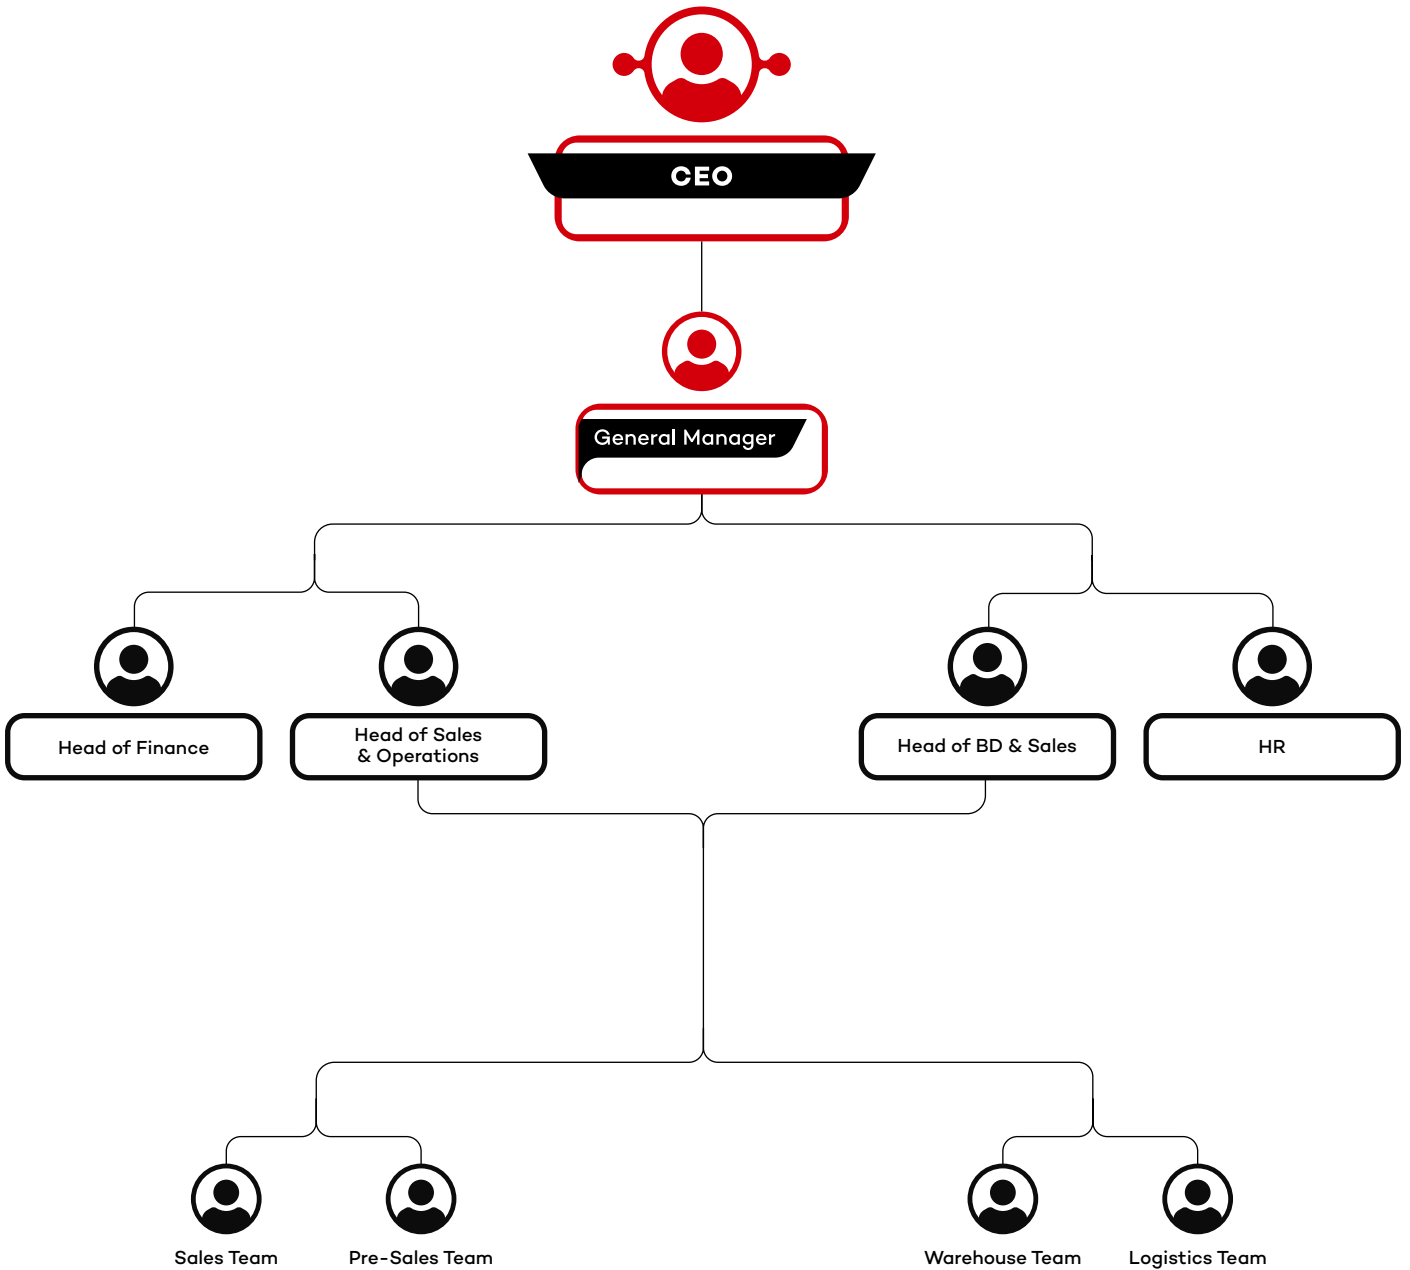 CEO
General Manager
Head of Finance
Head of Sales
& Operations
Head of BD & Sales
HR
Sales Team
Pre-Sales Team
Warehouse Team
Logistics Team